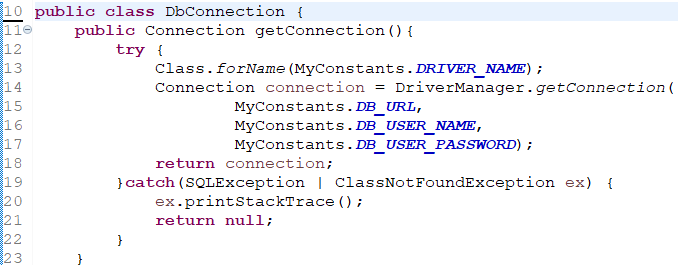 10 public class DbConnection {
11 public Connection getConnection(){
12 try {
13 Class.forName(MyConstants.DRIVER_NAME);
14 Connection connection = DriverManager.getConnection(
15 MyConstants.DB_URL,
16 MyConstants.DB_USER_NAME,
17 MyConstants.DB_USER_PASSWORD);
18 return connection;
19 }catch(SQLException | ClassNotFoundException ex) {
20 ex.printStackTrace();
21 return null;
22 }
23 }